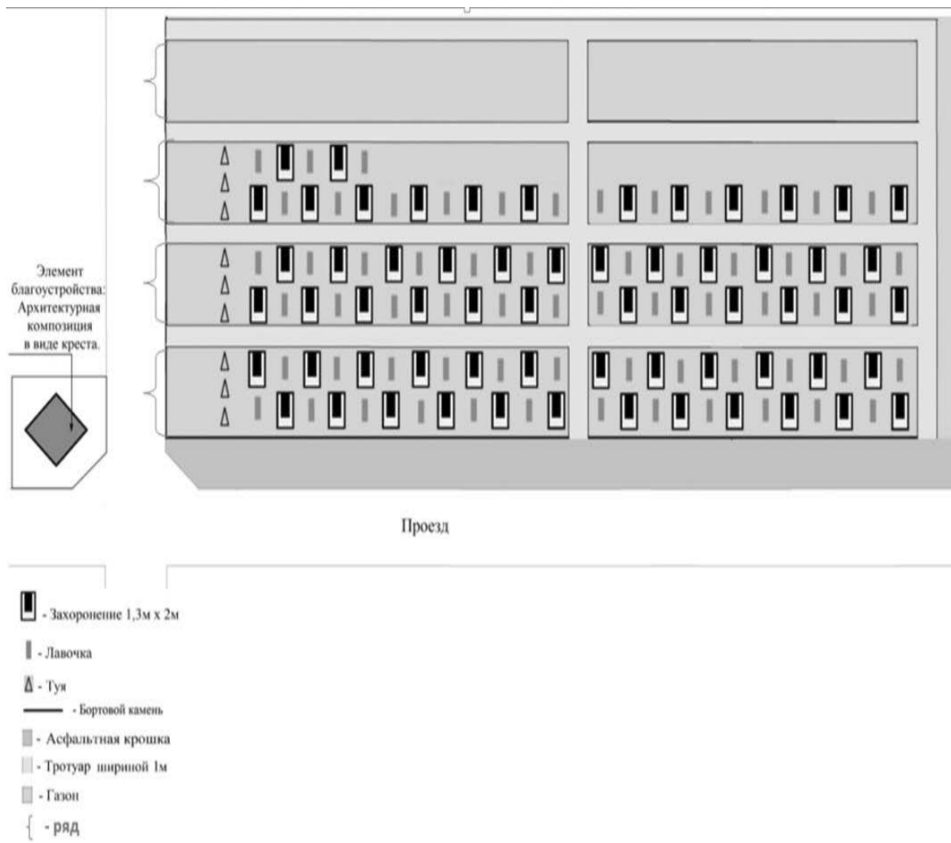 Элемент
благоустройства:
Архитектурная
композиция
в виде креста.
Проезд
- Захоронение 1,3м х 2м
- Лавочка
- Туя
- Бортовой камень
- Асфальтная крошка
- Тротуар шириной 1м
- Газон
- ряд